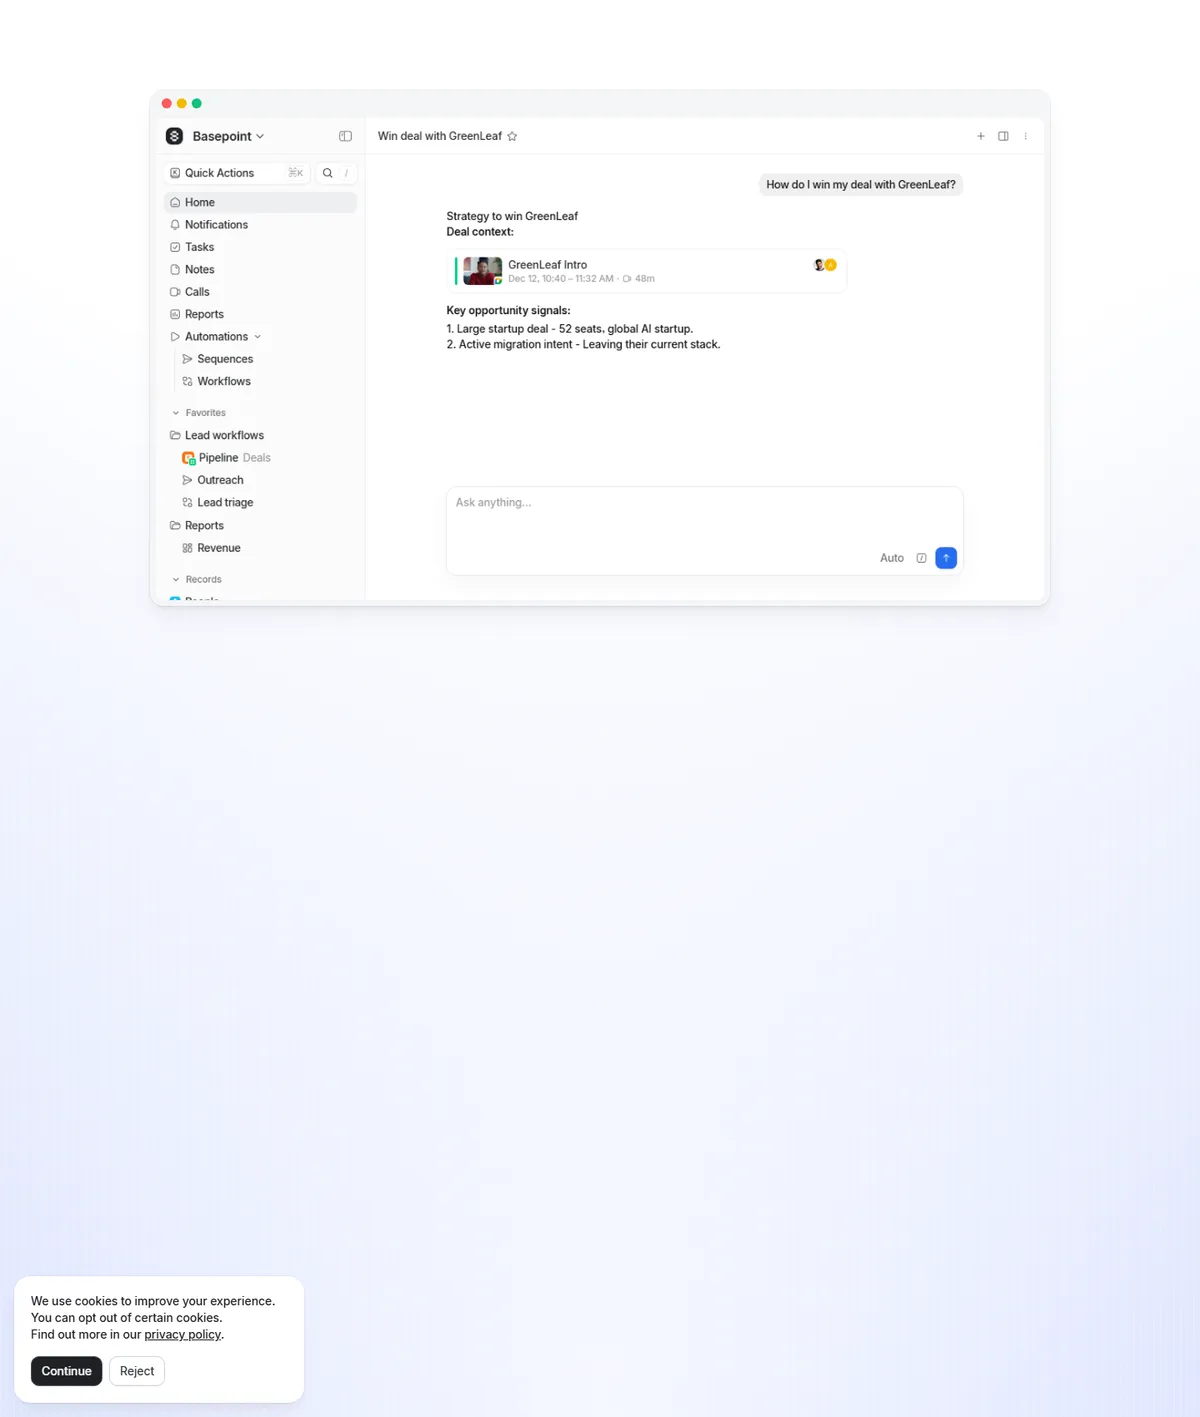 Basepoint
Quick Actions ⌘K /
Home
Notifications
Tasks
Notes
Calls
Reports
Automations
Sequences
Workflows
Favorites
Lead workflows
Pipeline Deals
Outreach
Lead triage
Reports
Revenue
Records
People
Win deal with GreenLeaf
How do I win my deal with GreenLeaf?
Strategy to win GreenLeaf
Deal context:
GreenLeaf Intro
Dec 12, 10:40 – 11:32 AM · 48m
Key opportunity signals:
1. Large startup deal - 52 seats, global AI startup.
2. Active migration intent - Leaving their current stack.
Ask anything...
Auto
We use cookies to improve your experience.
You can opt out of certain cookies.
Find out more in our privacy policy.
Continue
Reject